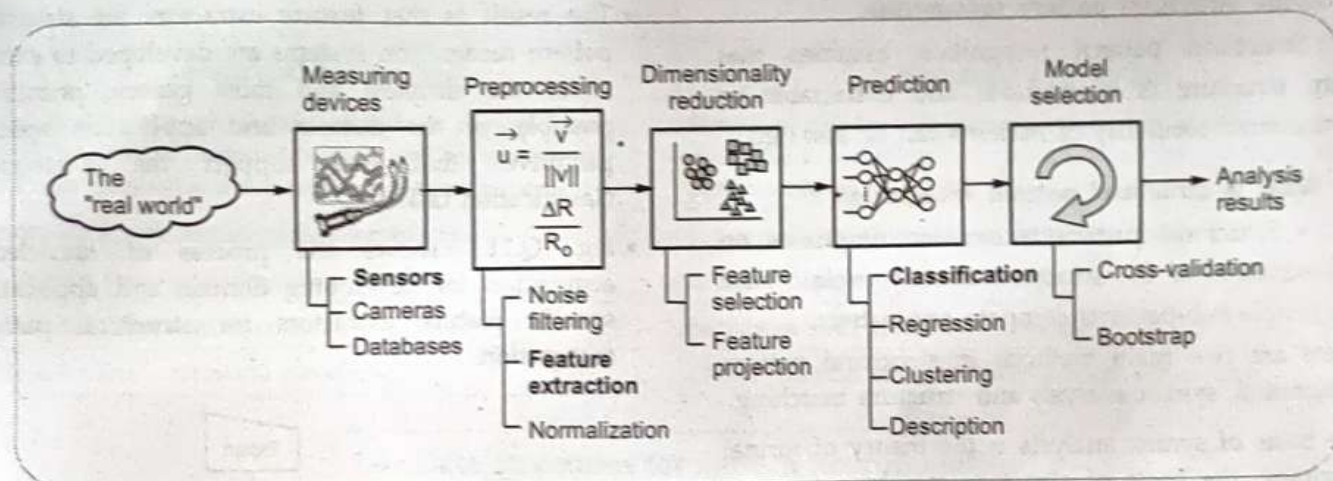 Measuring
devices
Preprocessing
Dimensionality
reduction
Prediction
Model
selection
The
"real world"
u = V
||M||
ΔR
R₀
Analysis
results
Sensors
Cameras
Databases
Noise
filtering
Feature
extraction
Normalization
Feature
selection
Feature
projection
Classification
Regression
Clustering
Description
Cross-validation
Bootstrap